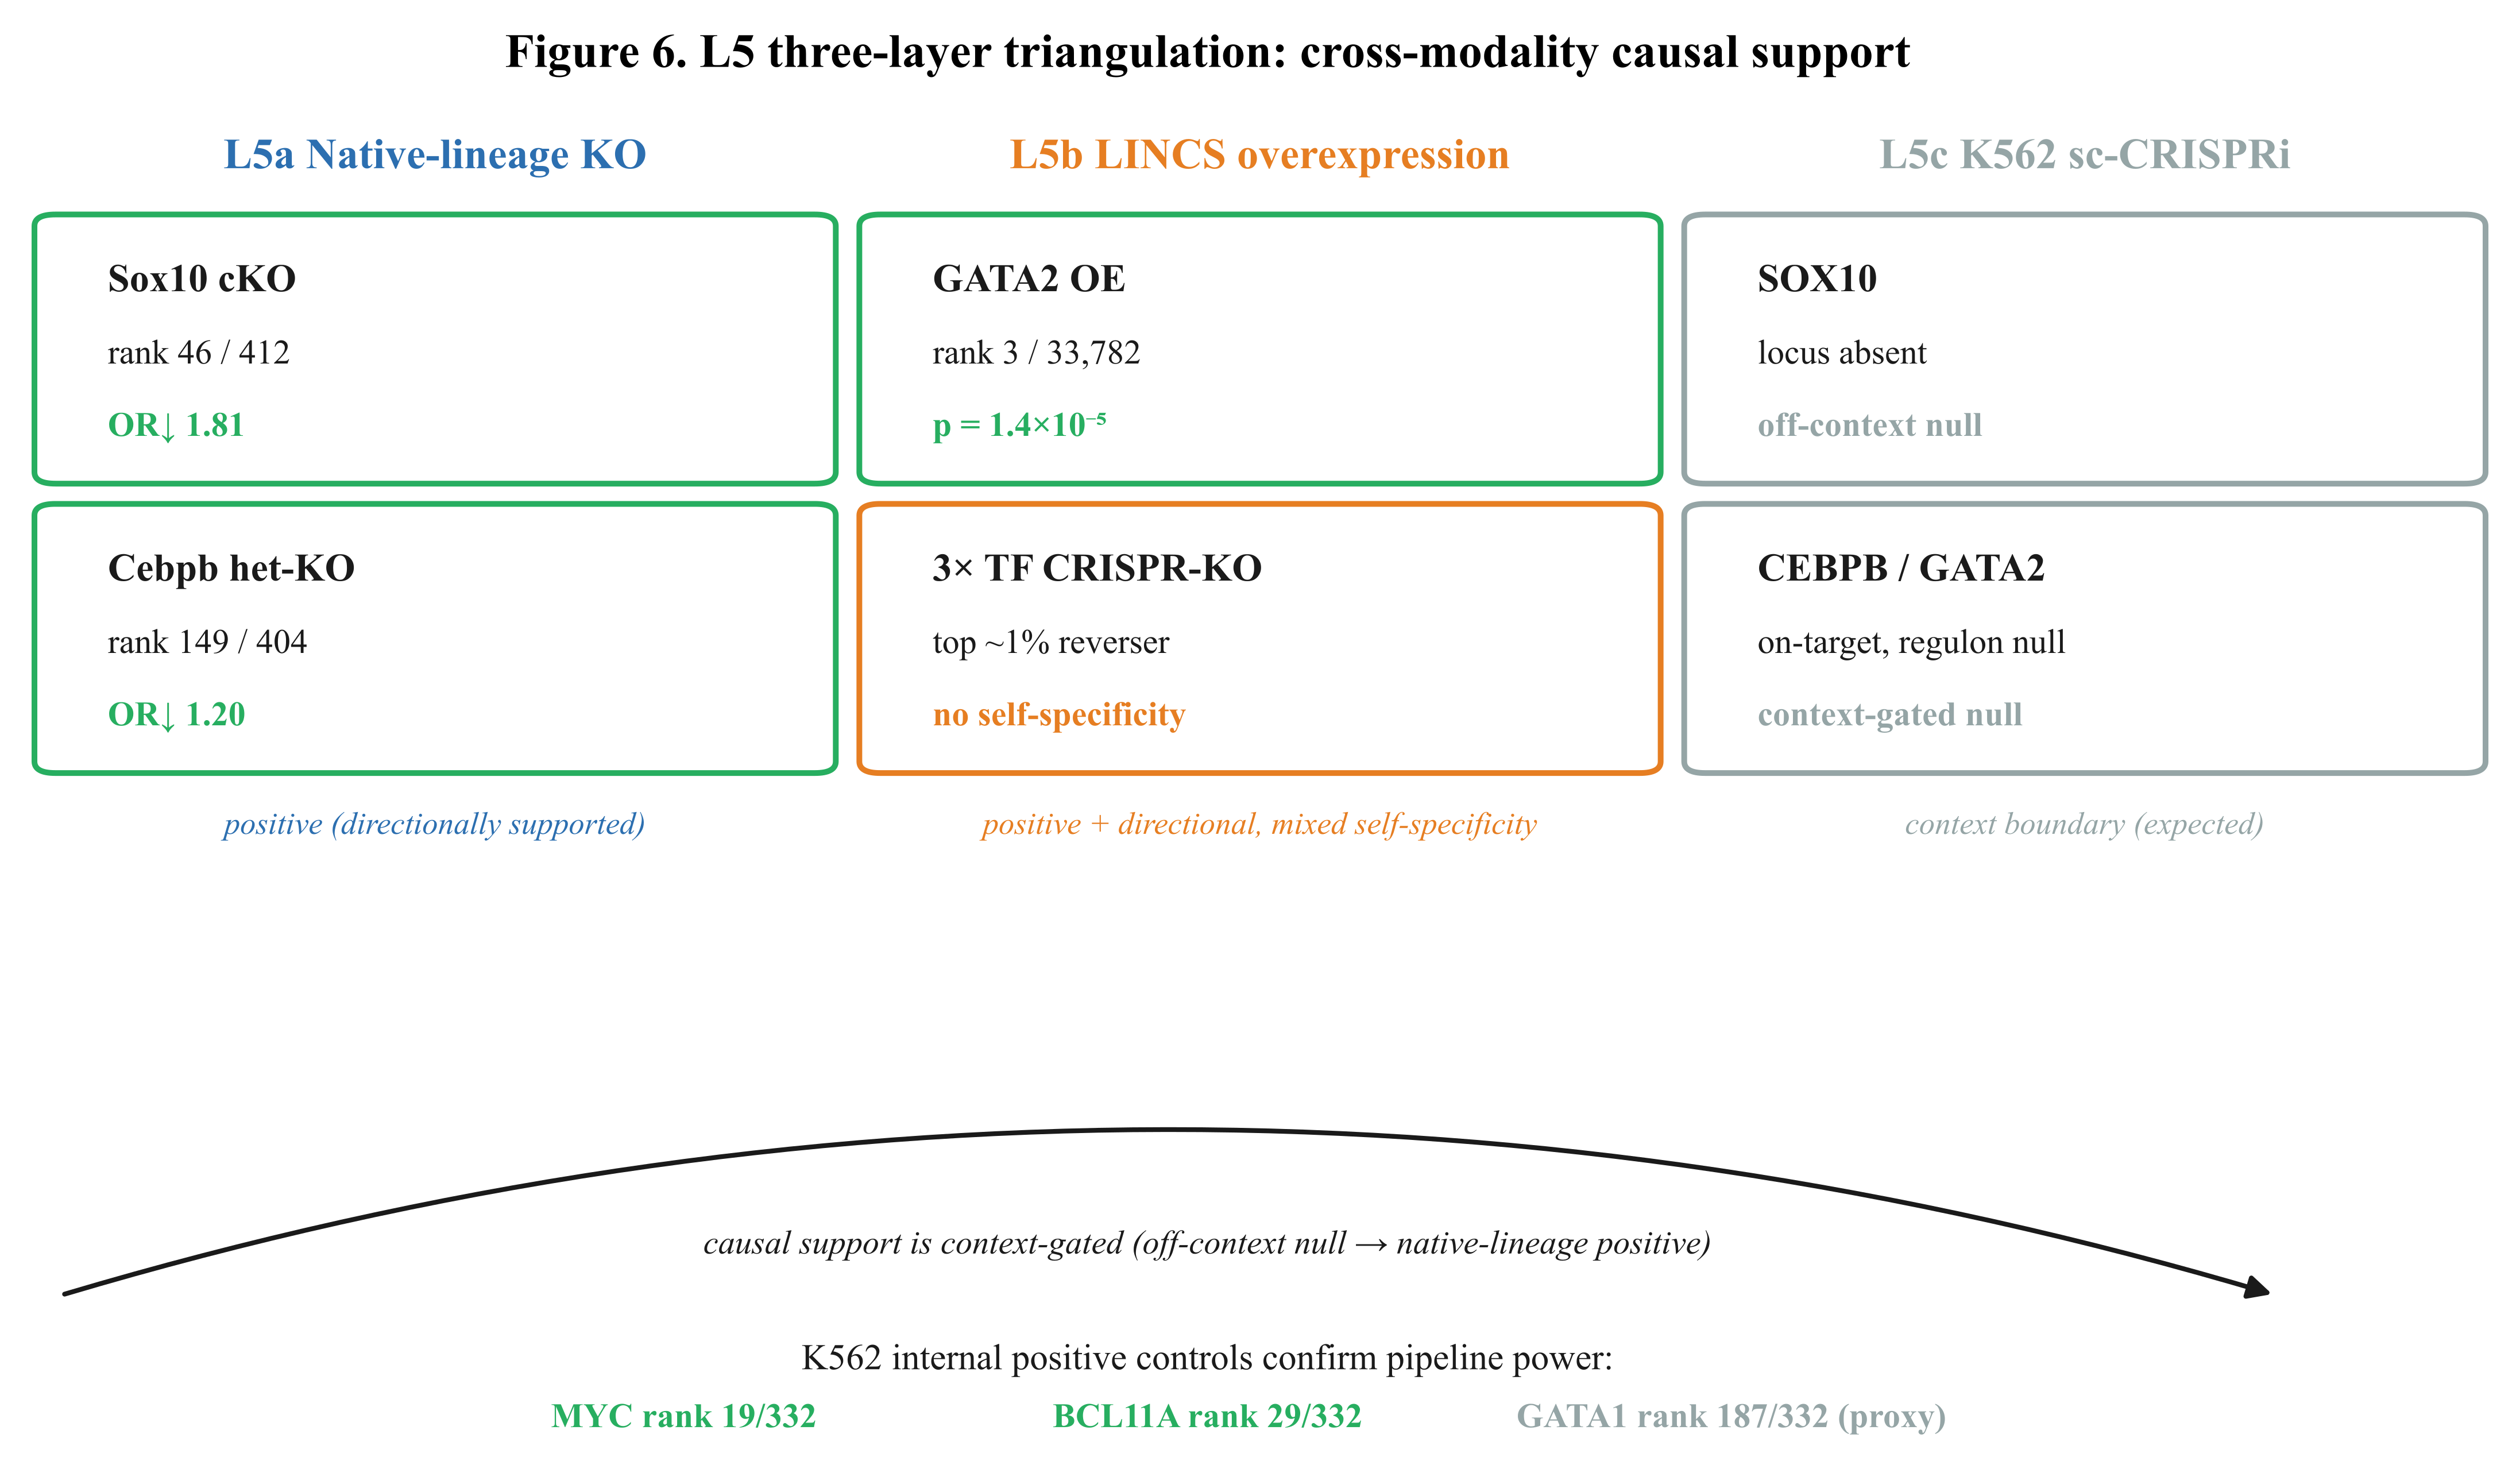 Figure 6. L5 three-layer triangulation: cross-modality causal support
L5a Native-lineage KO
L5b LINCS overexpression
L5c K562 sc-CRISPRi
Sox10 cKO
rank 46 / 412
OR↓ 1.81
GATA2 OE
rank 3 / 33,782
p = 1.4×10⁻⁵
SOX10
locus absent
off-context null
Cebpb het-KO
rank 149 / 404
OR↓ 1.20
3× TF CRISPR-KO
top ~1% reverser
no self-specificity
CEBPB / GATA2
on-target, regulon null
context-gated null
positive (directionally supported)
positive + directional, mixed self-specificity
context boundary (expected)
causal support is context-gated (off-context null → native-lineage positive)
K562 internal positive controls confirm pipeline power:
MYC rank 19/332
BCL11A rank 29/332
GATA1 rank 187/332 (proxy)